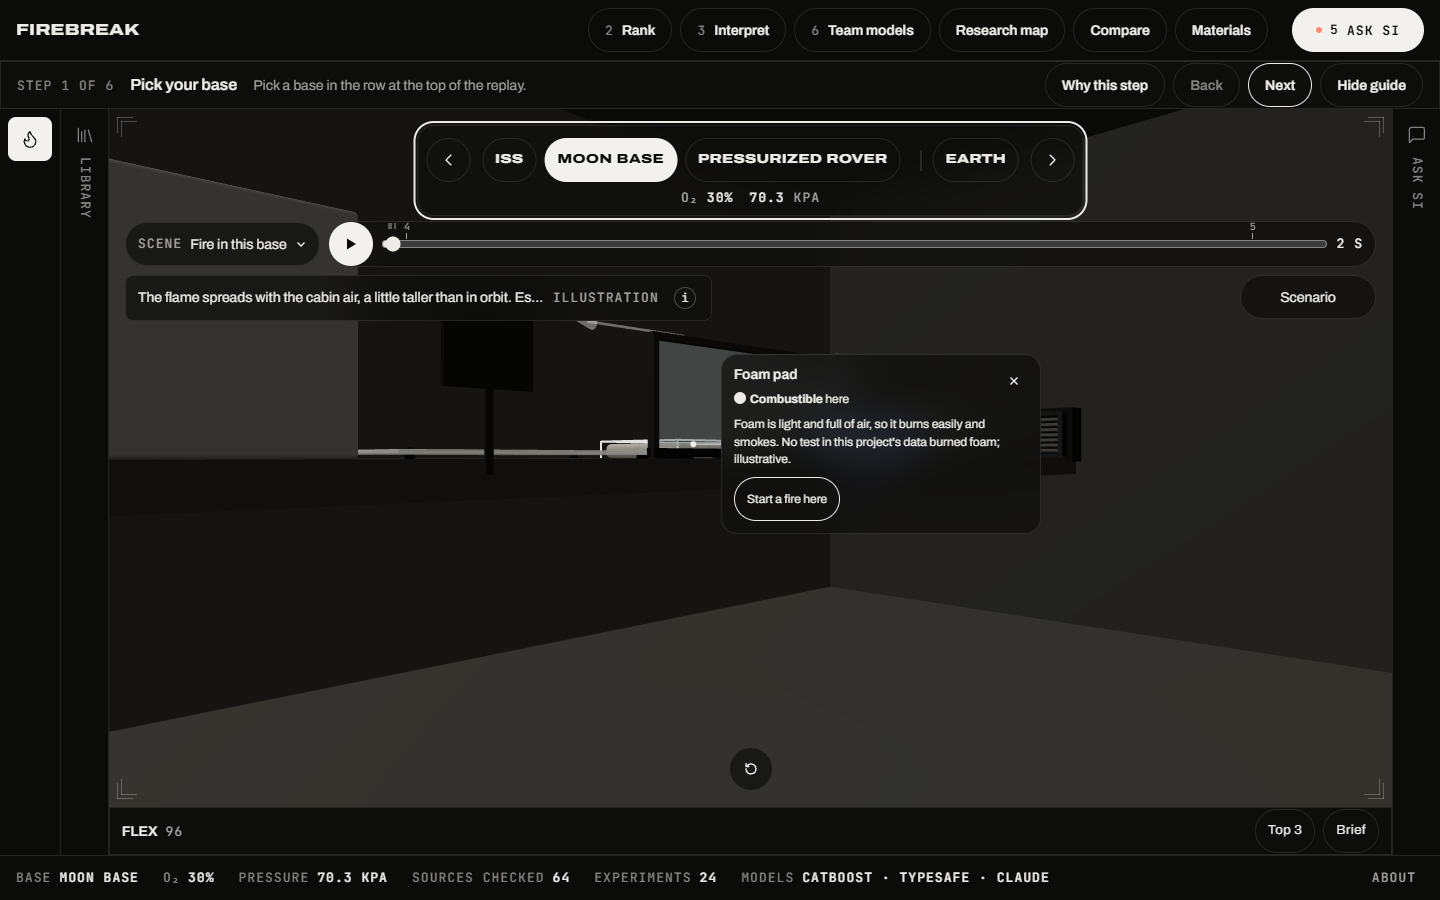 FIREBREAK
2 Rank
3 Interpret
6 Team models
Research map
Compare
Materials
5 ASK SI
STEP 1 OF 6
Pick your base
Pick a base in the row at the top of the replay.
Why this step
Back
Next
Hide guide
LIBRARY
ISS
MOON BASE
PRESSURIZED ROVER
EARTH
O₂ 30% 70.3 KPA
ASK SI
SCENE Fire in this base
4
5
2 S
The flame spreads with the cabin air, a little taller than in orbit. Es...
ILLUSTRATION
i
Scenario
Foam pad
Combustible here
Foam is light and full of air, so it burns easily and
smokes. No test in this project's data burned foam;
illustrative.
Start a fire here
FLEX 96
Top 3
Brief
BASE MOON BASE
O₂ 30%
PRESSURE 70.3 KPA
SOURCES CHECKED 64
EXPERIMENTS 24
MODELS CATBOOST · TYPESAFE · CLAUDE
ABOUT